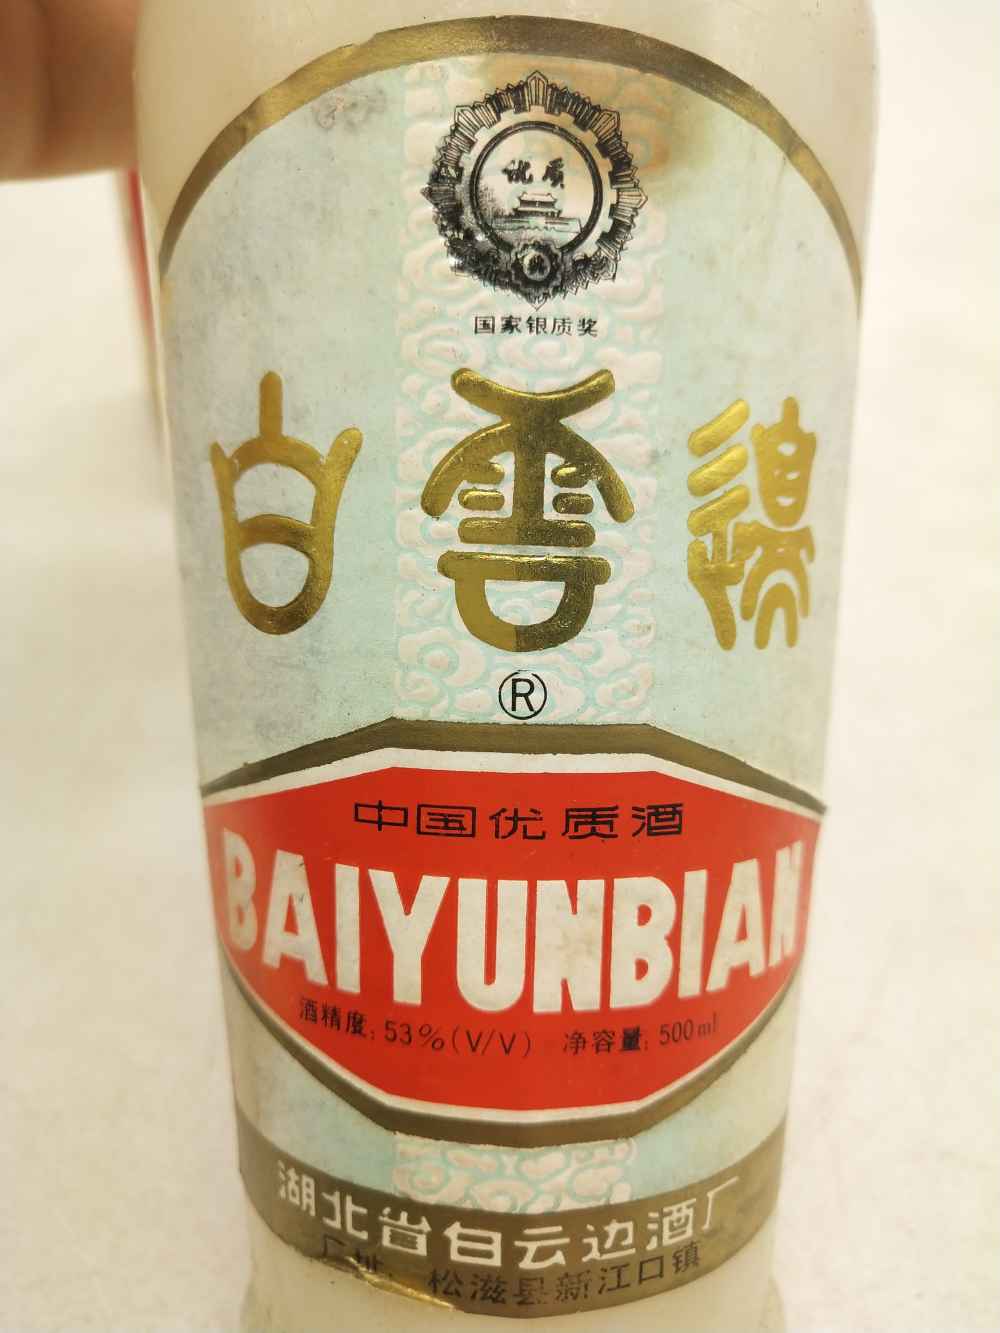 优质
国家银质奖
白雲邊
®
中国优质酒
BAIYUNBIAN
酒精度: 53%(V/V) 净容量: 500ml
湖北省白云边酒厂
厂址: 松滋县新江口镇